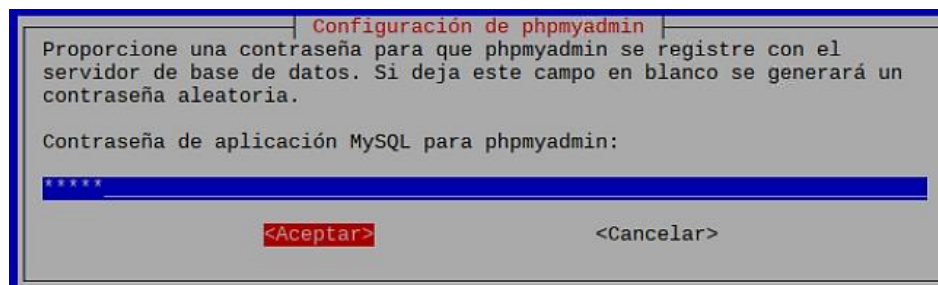 Configuración de phpmyadmin
Proporcione una contraseña para que phpmyadmin se registre con el
servidor de base de datos. Si deja este campo en blanco se generará un
contraseña aleatoria.
Contraseña de aplicación MySQL para phpmyadmin:
*****
<Aceptar> <Cancelar>